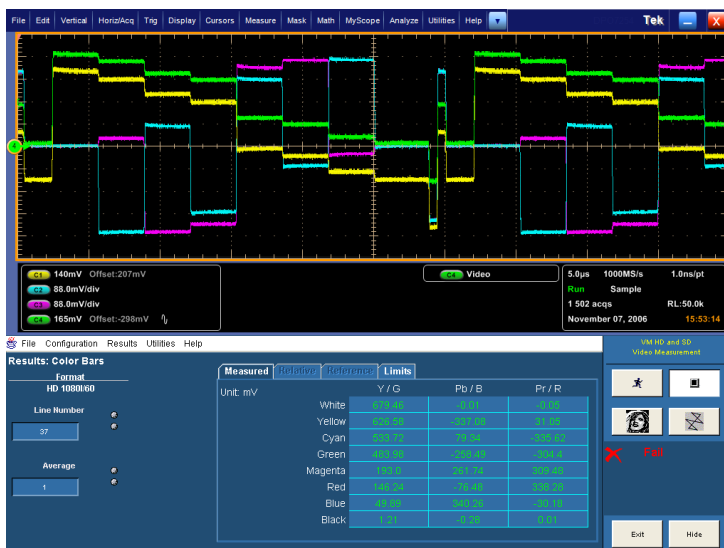 File Edit Vertical Horiz/Acq Trig Display Cursors Measure Mask Math MyScope Analyze Utilities Help Tek X
C1 140mV Offset:207mV
C2 88.0mV/div
C3 88.0mV/div
C4 165mV Offset:-298mV
C4 Video
5.0µs 1000MS/s 1.0ns/pt
Run Sample
1 502 acqs RL:50.0k
November 07, 2006 15:53:14
File Configuration Results Utilities Help
VM HD and SD
Video Measurement
Results: Color Bars
Format
HD 1080i/60
Line Number
37
Average
1
Measured Relative Reference Limits
Unit: mV Y / G Pb / B Pr / R
White 679.46 -0.01 -0.05
Yellow 626.58 -337.08 31.05
Cyan 533.72 79.34 -335.62
Green 483.98 -258.49 -304.4
Magenta 193.0 261.74 309.48
Red 146.24 -76.48 338.28
Blue 49.89 340.26 -30.18
Black 1.21 -0.28 0.01
Fail
Exit Hide